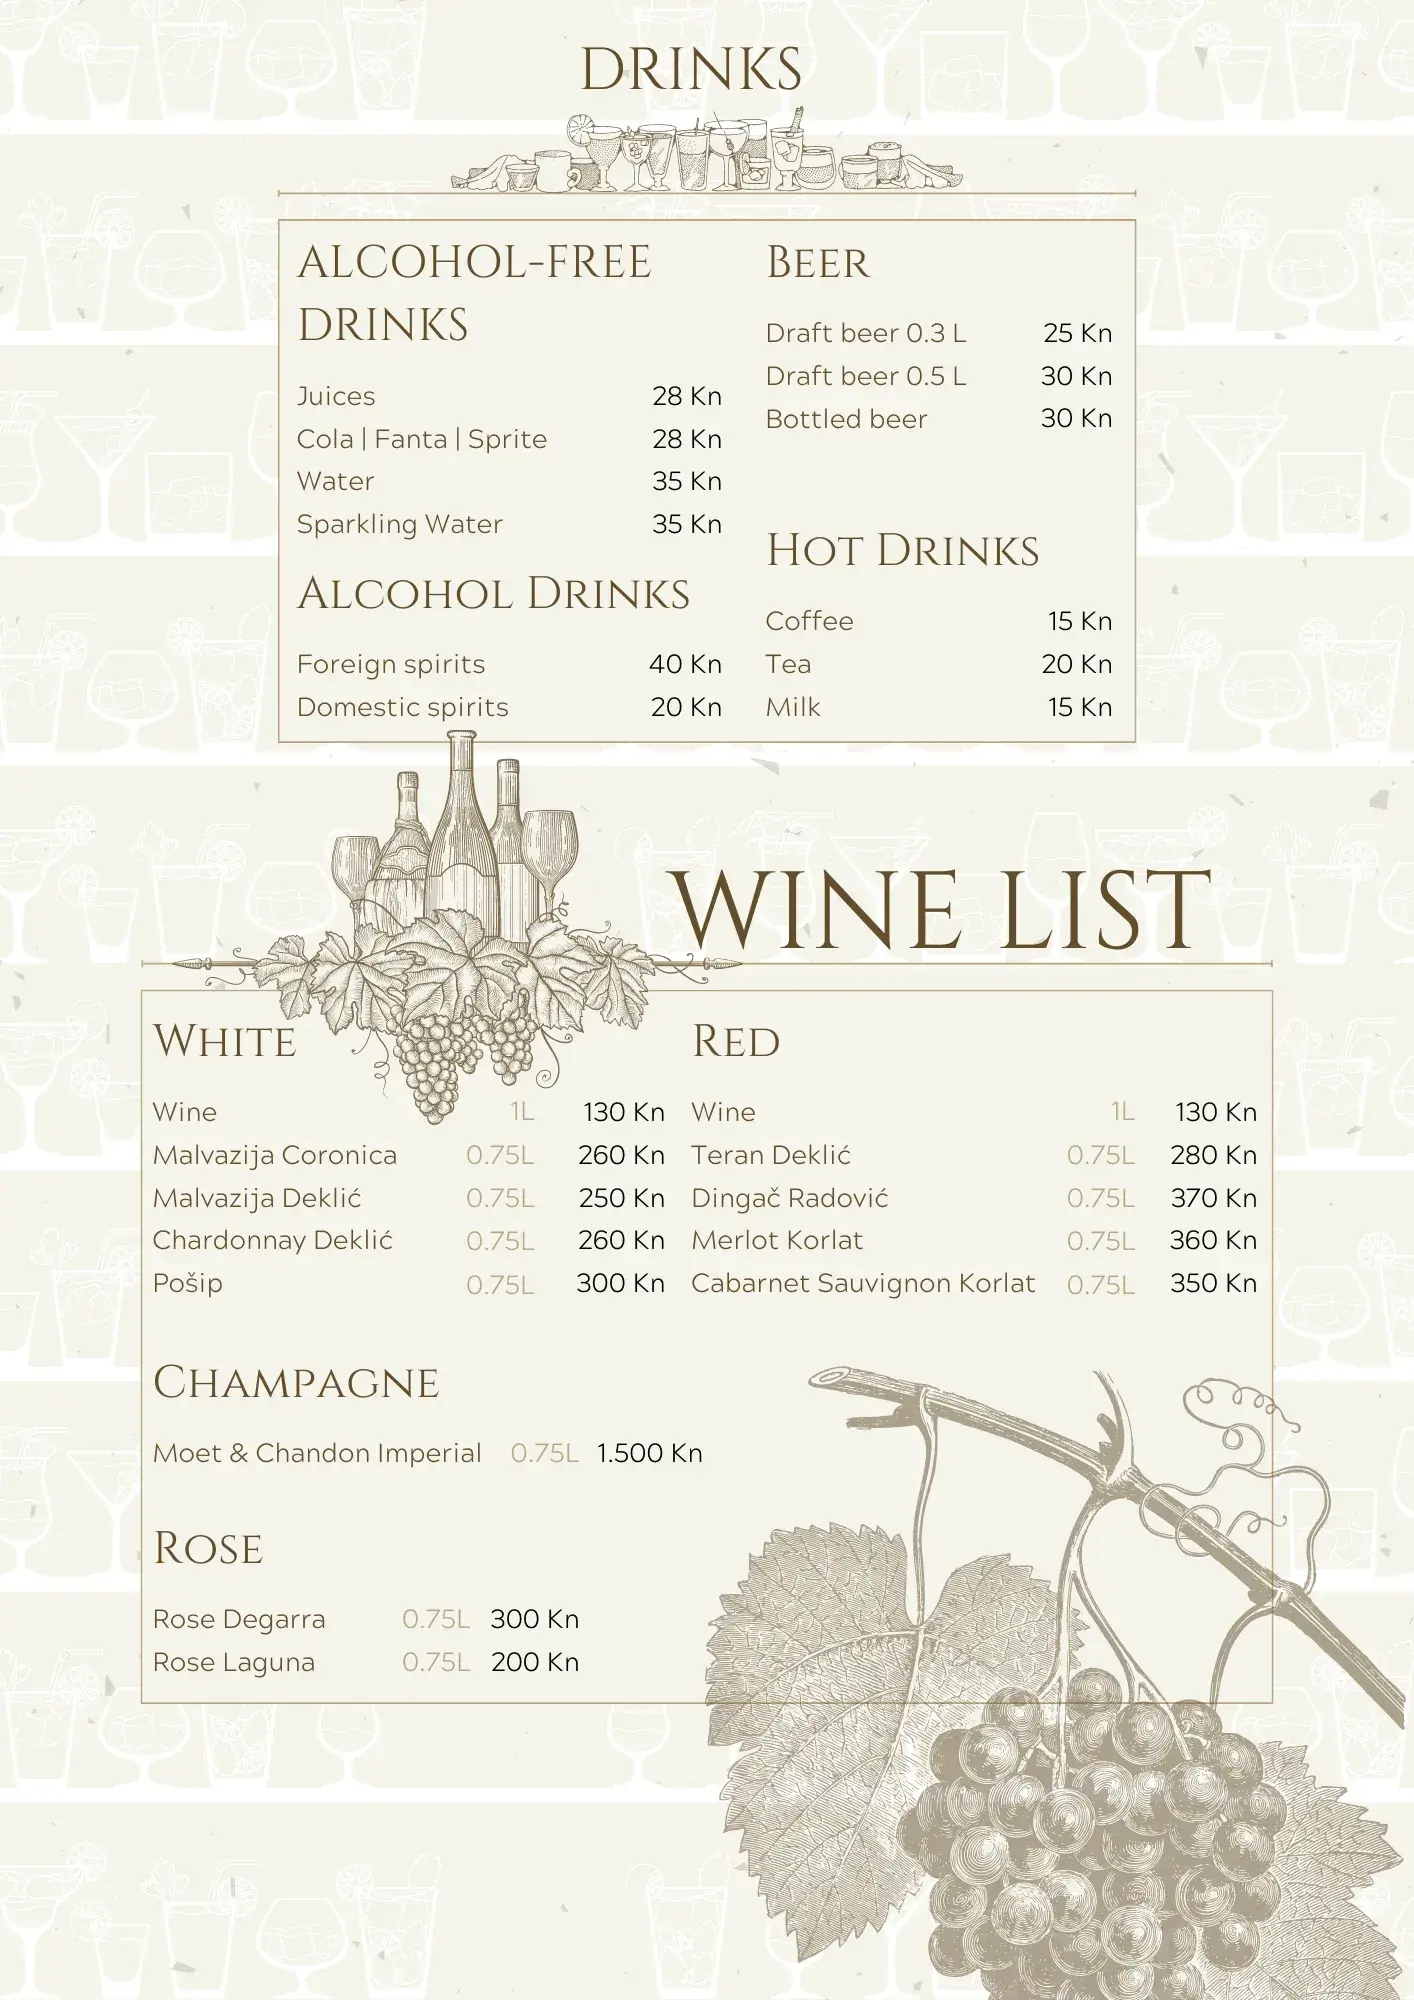 DRINKS
ALCOHOL-FREE
DRINKS
Juices 28 Kn
Cola | Fanta | Sprite 28 Kn
Water 35 Kn
Sparkling Water 35 Kn
Alcohol Drinks
Foreign spirits 40 Kn
Domestic spirits 20 Kn
Beer
Draft beer 0.3 L 25 Kn
Draft beer 0.5 L 30 Kn
Bottled beer 30 Kn
Hot Drinks
Coffee 15 Kn
Tea 20 Kn
Milk 15 Kn
WINE LIST
White
Wine 1L 130 Kn
Malvazija Coronica 0.75L 260 Kn
Malvazija Deklić 0.75L 250 Kn
Chardonnay Deklić 0.75L 260 Kn
Pošip 0.75L 300 Kn
Red
Wine 1L 130 Kn
Teran Deklić 0.75L 280 Kn
Dingač Radović 0.75L 370 Kn
Merlot Korlat 0.75L 360 Kn
Cabarnet Sauvignon Korlat 0.75L 350 Kn
Champagne
Moet & Chandon Imperial 0.75L 1.500 Kn
Rose
Rose Degarra 0.75L 300 Kn
Rose Laguna 0.75L 200 Kn